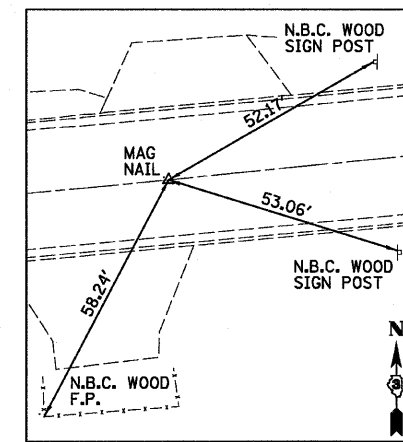 N.B.C. WOOD
SIGN POST
52.17'
MAG
NAIL
53.06'
N.B.C. WOOD
SIGN POST
58.24'
N.B.C. WOOD
F.P.
N
3